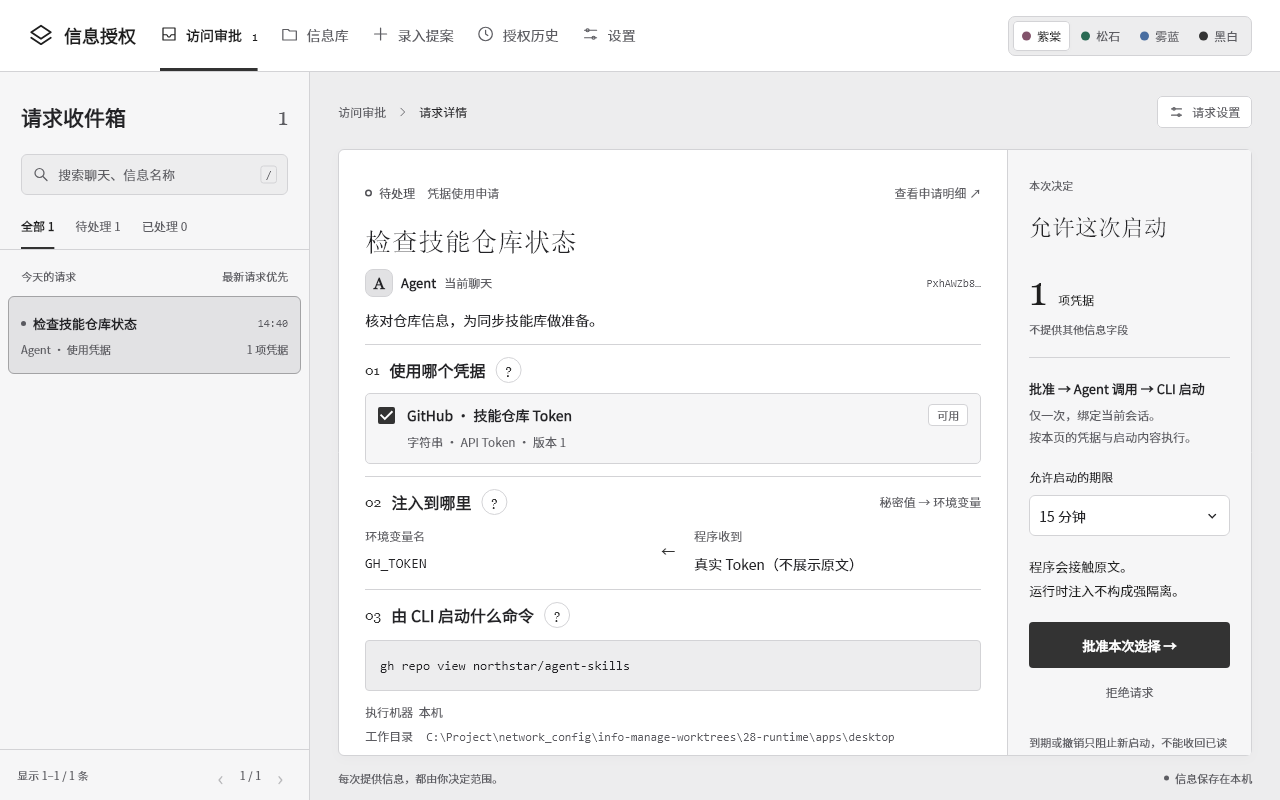 信息授权
访问审批 1
信息库
录入提案
授权历史
设置
紫棠
松石
雾蓝
黑白
请求收件箱 1
搜索聊天、信息名称 /
全部 1 待处理 1 已处理 0
今天的请求 最新请求优先
检查技能仓库状态 14:40
Agent · 使用凭据 1 项凭据
显示 1–1 / 1 条 ‹ 1 / 1 ›
访问审批 > 请求详情
请求设置
待处理 凭据使用申请 查看申请明细 ↗
检查技能仓库状态
A Agent 当前聊天 PxhAWZb8…
核对仓库信息，为同步技能库做准备。
01 使用哪个凭据 ?
GitHub · 技能仓库 Token 可用
字符串 · API Token · 版本 1
02 注入到哪里 ? 秘密值 → 环境变量
环境变量名 程序收到
GH_TOKEN ← 真实 Token（不展示原文）
03 由 CLI 启动什么命令 ?
gh repo view northstar/agent-skills
执行机器 本机
工作目录 C:\Project\network_config\info-manage-worktrees\28-runtime\apps\desktop
本次决定
允许这次启动
1 项凭据
不提供其他信息字段
批准 → Agent 调用 → CLI 启动
仅一次，绑定当前会话。
按本页的凭据与启动内容执行。
允许启动的期限
15 分钟
程序会接触原文。
运行时注入不构成强隔离。
批准本次选择 →
拒绝请求
到期或撤销只阻止新启动，不能收回已读
每次提供信息，都由你决定范围。
信息保存在本机